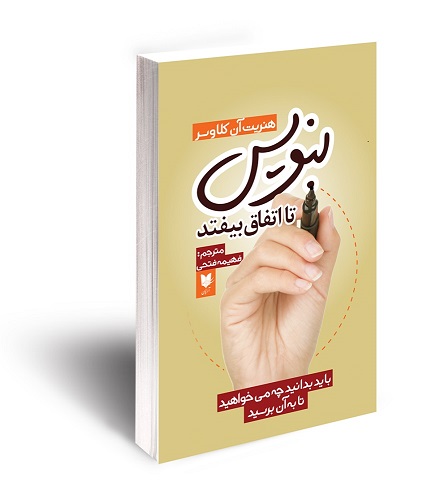 هنریت آن کلاوسر
بنویس
تا اتفاق بیفتد
مترجم:
فهیمه فتحی
باید بدانید چه می خواهید
تا به آن برسید